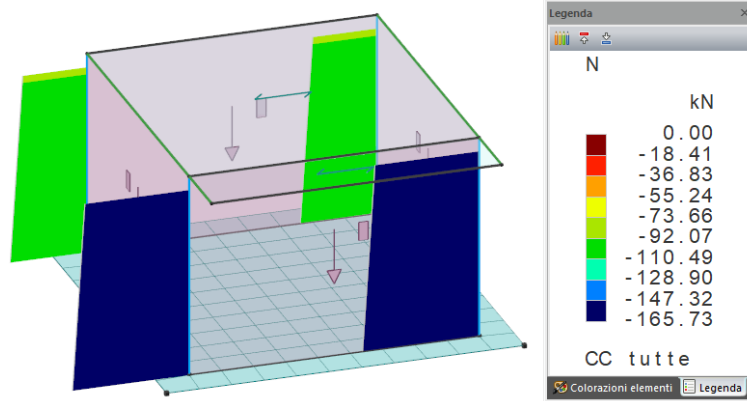 Legenda
N
kN
0.00
-18.41
-36.83
-55.24
-73.66
-92.07
-110.49
-128.90
-147.32
-165.73
CC tutte
Colorazioni elementi Legenda